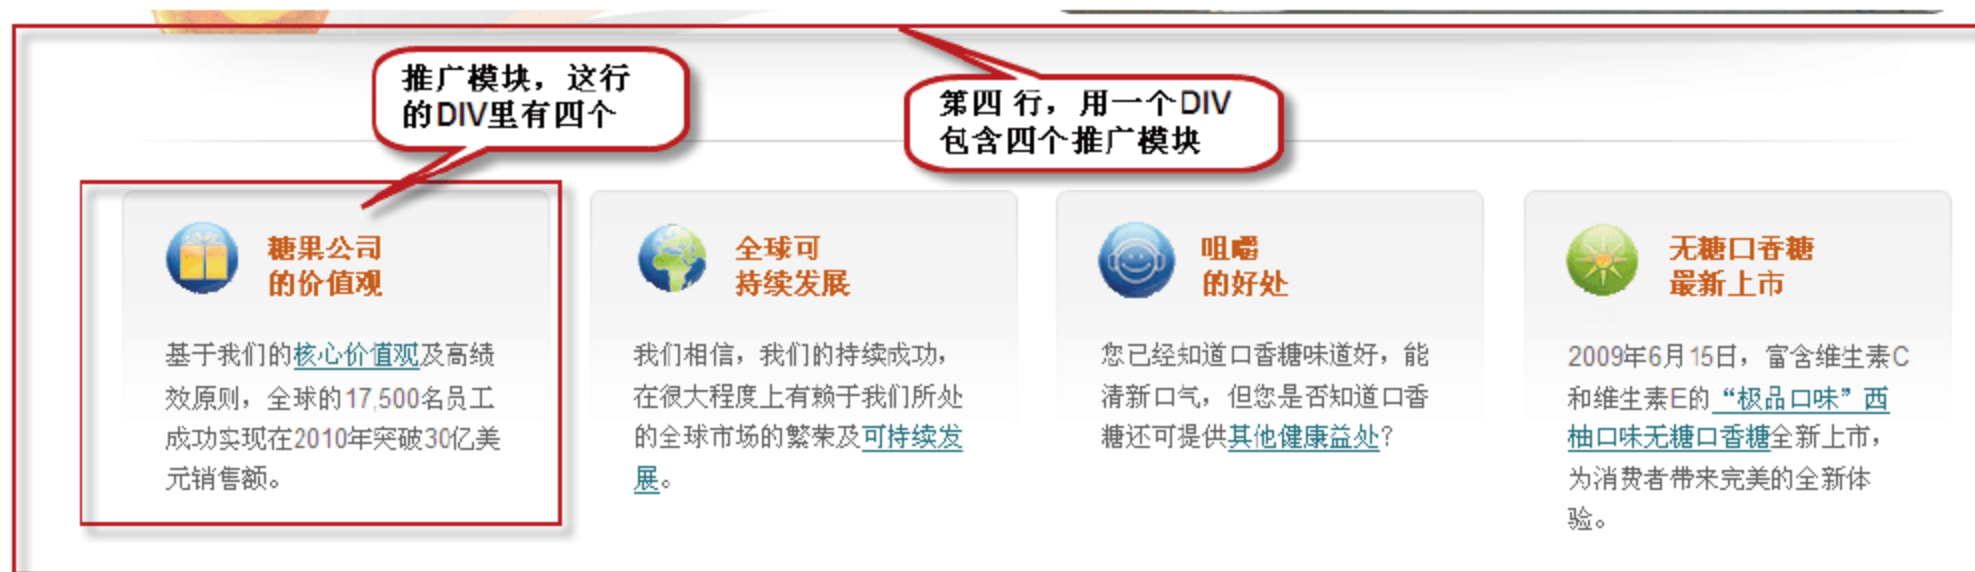 推广模块，这行
的DIV里有四个
第四 行，用一个DIV
包含四个推广模块
糖果公司
的价值观
基于我们的核心价值观及高绩
效原则，全球的17,500名员工
成功实现在2010年突破30亿美
元销售额。
全球可
持续发展
我们相信，我们的持续成功，
在很大程度上有赖于我们所处
的全球市场的繁荣及可持续发
展。
咀嚼
的好处
您已经知道口香糖味道好，能
清新口气，但您是否知道口香
糖还可提供其他健康益处？
无糖口香糖
最新上市
2009年6月15日，富含维生素C
和维生素E的“极品口味”西
柚口味无糖口香糖全新上市，
为消费者带来完美的全新体
验。